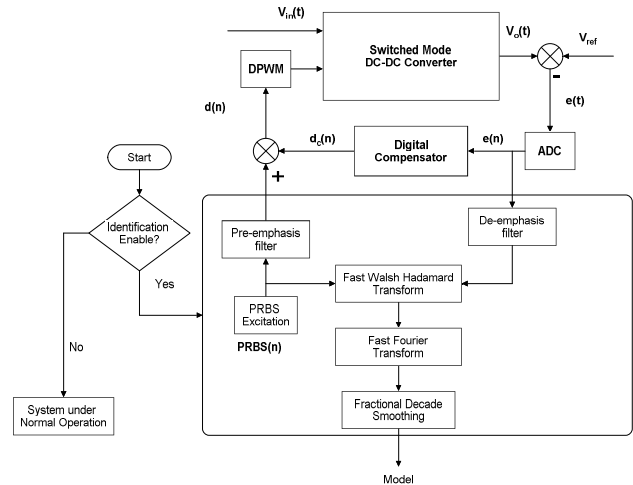 Vin(t)
Switched Mode
DC-DC Converter
Vo(t)
Vref
DPWM
-
e(t)
d(n)
dc(n)
Digital
Compensator
e(n)
ADC
Start
+
Identification
Enable?
Pre-emphasis
filter
De-emphasis
filter
Yes
Fast Walsh Hadamard
Transform
PRBS
Excitation
PRBS(n)
No
Fast Fourier
Transform
System under
Normal Operation
Fractional Decade
Smoothing
Model